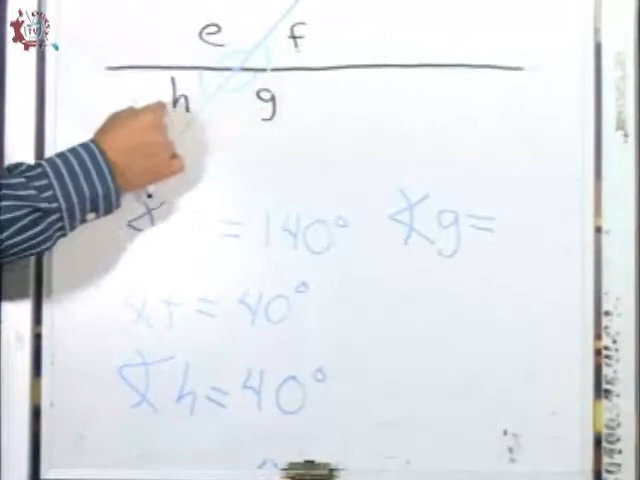 e f
h g
= 140° ∡g=
∡f = 40°
∡h = 40°